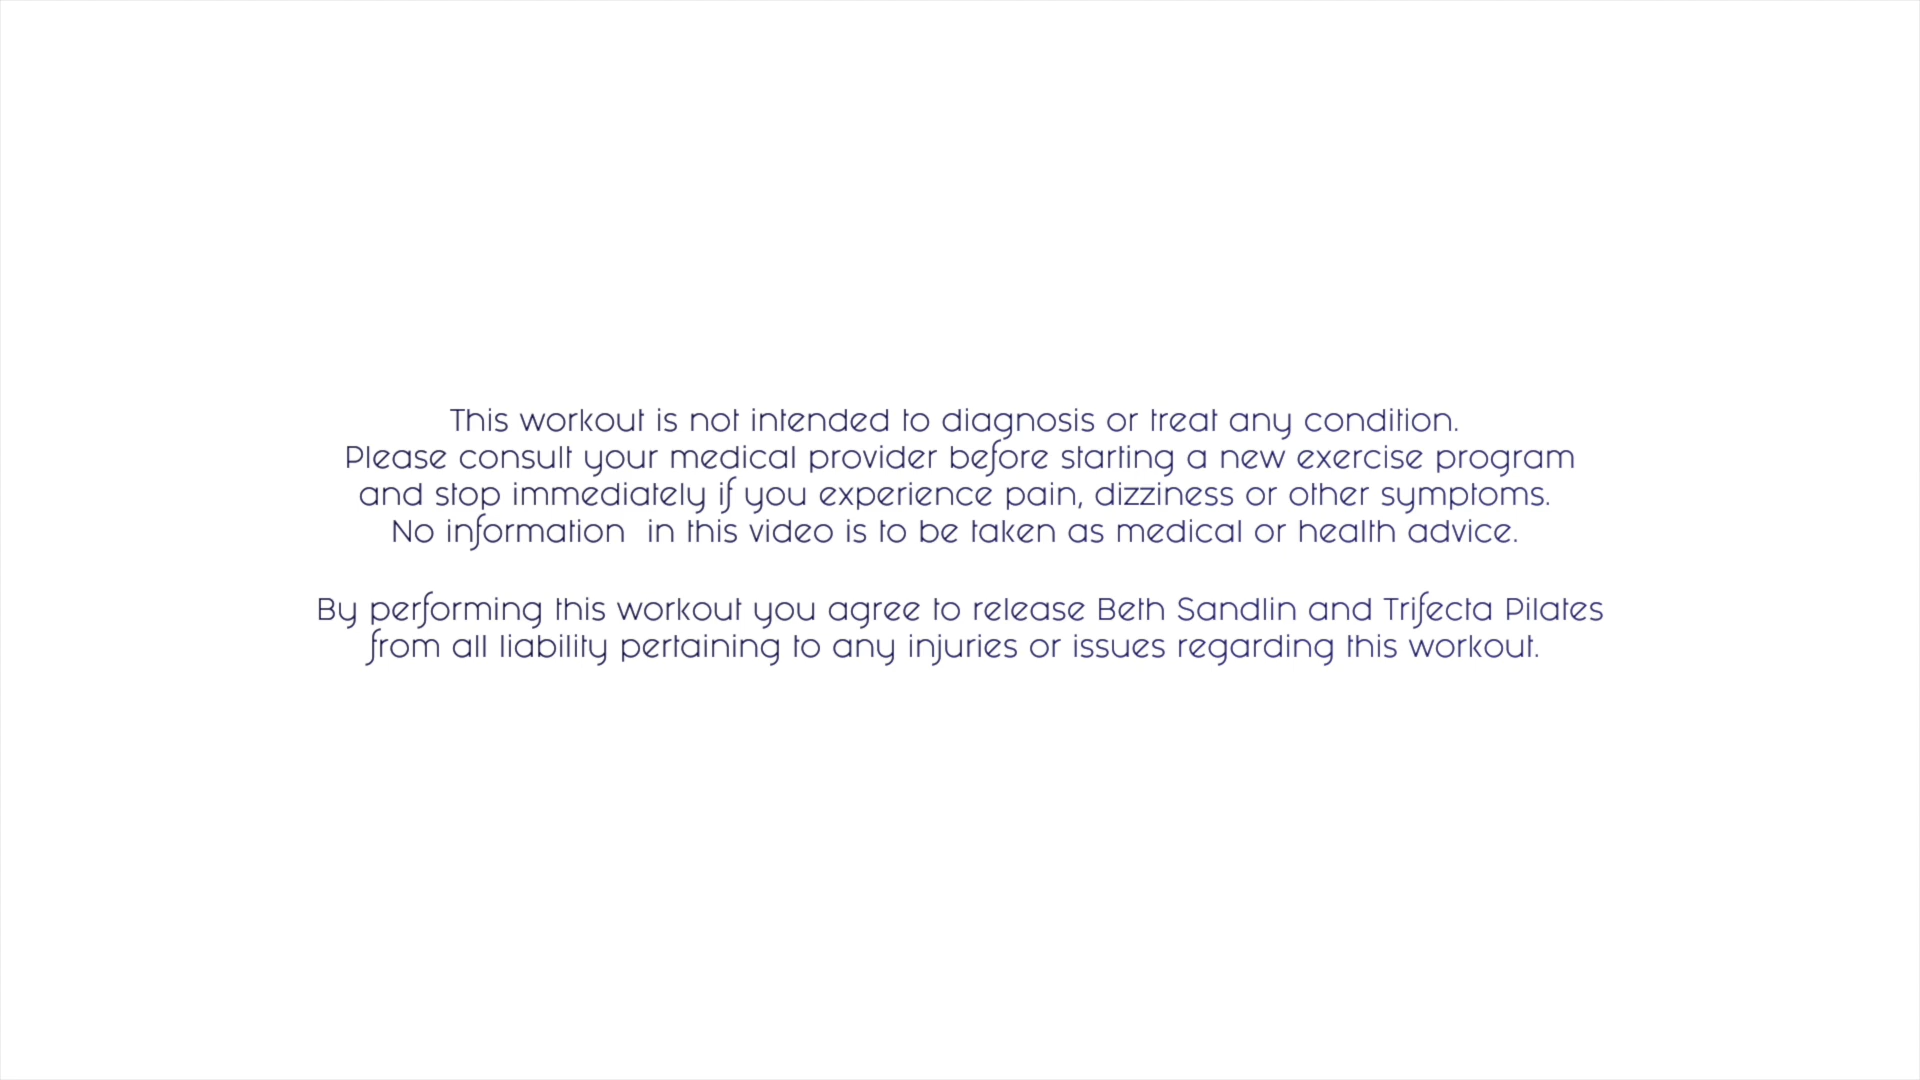 This workout is not intended to diagnosis or treat any condition.
Please consult your medical provider before starting a new exercise program
and stop immediately if you experience pain, dizziness or other symptoms.
No information  in this video is to be taken as medical or health advice.
By performing this workout you agree to release Beth Sandlin and Trifecta Pilates
from all liability pertaining to any injuries or issues regarding this workout.